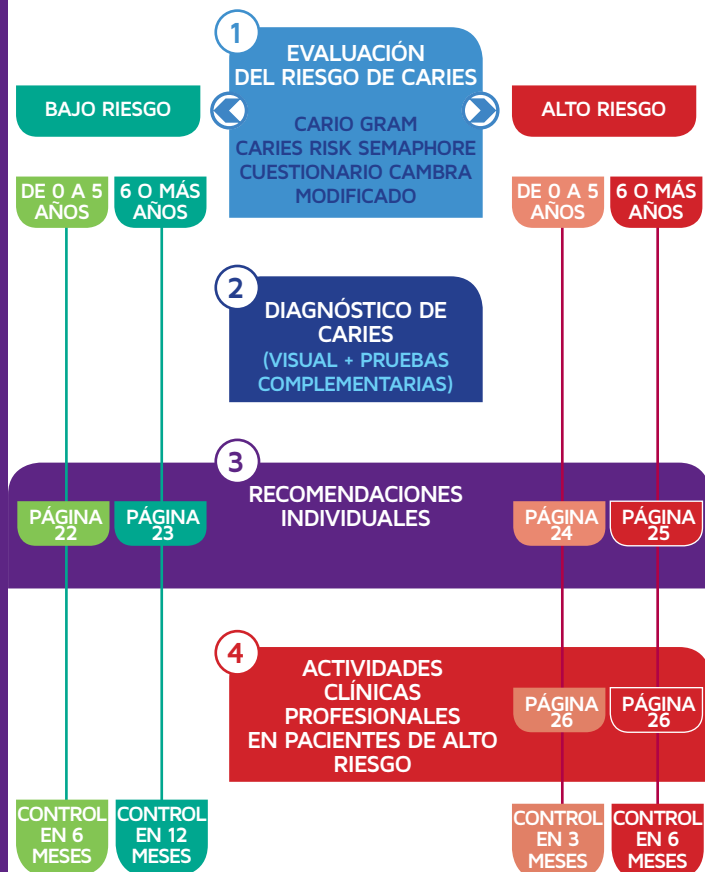 1
EVALUACIÓN
DEL RIESGO DE CARIES
CARIO GRAM
CARIES RISK SEMAPHORE
CUESTIONARIO CAMBRA
MODIFICADO
BAJO RIESGO
ALTO RIESGO
DE 0 A 5
AÑOS
6 O MÁS
AÑOS
DE 0 A 5
AÑOS
6 O MÁS
AÑOS
2
DIAGNÓSTICO DE
CARIES
(VISUAL + PRUEBAS
COMPLEMENTARIAS)
3
RECOMENDACIONES
INDIVIDUALES
PÁGINA
22
PÁGINA
23
PÁGINA
24
PÁGINA
25
4
ACTIVIDADES
CLÍNICAS
PROFESIONALES
EN PACIENTES DE ALTO
RIESGO
PÁGINA
26
PÁGINA
26
CONTROL
EN 6
MESES
CONTROL
EN 12
MESES
CONTROL
EN 3
MESES
CONTROL
EN 6
MESES